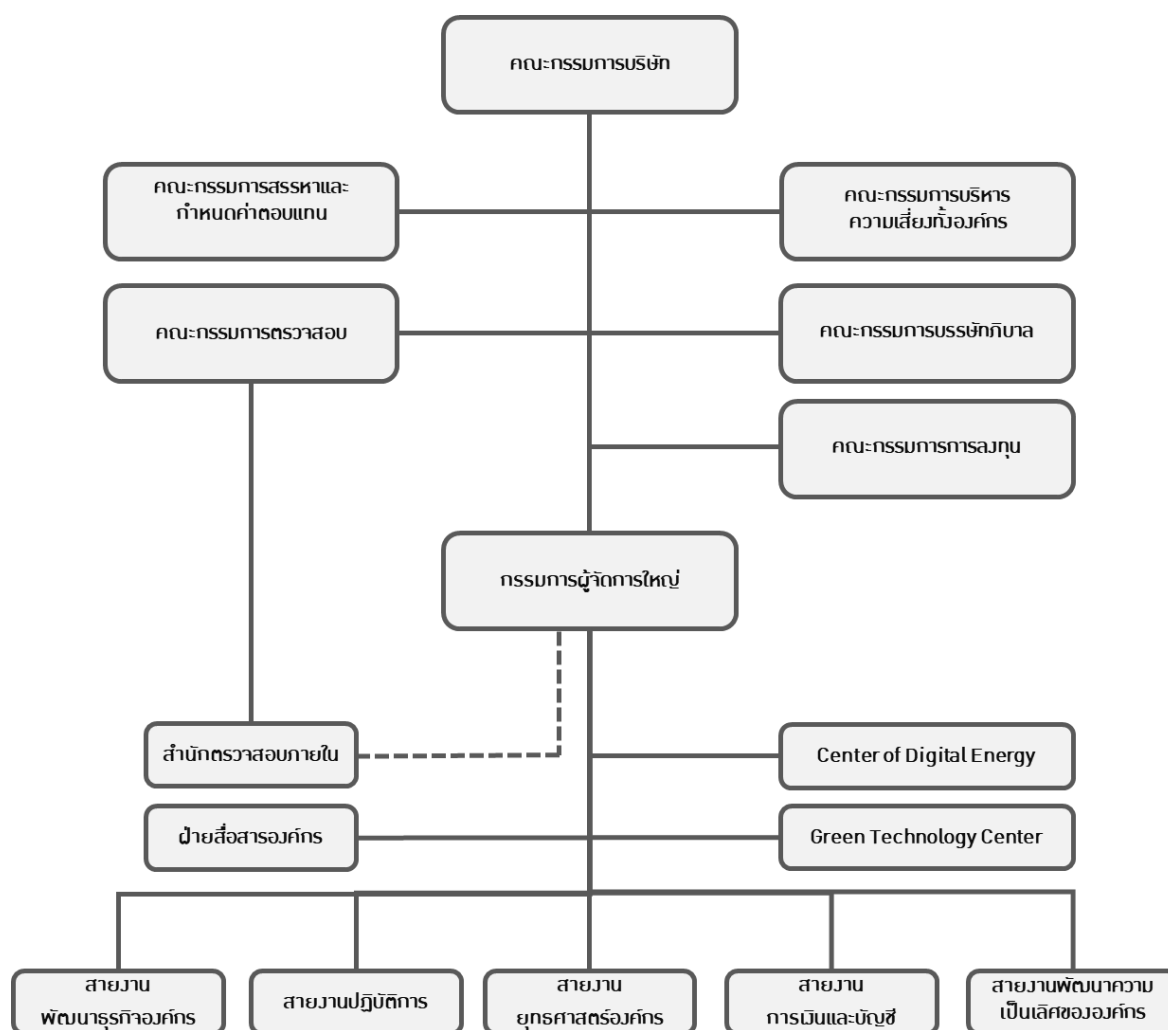 คณะกรรมการบริษัท
คณะกรรมการสรรหาและ
กำหนดค่าตอบแทน
คณะกรรมการบริหาร
ความเสี่ยงทั้งองค์กร
คณะกรรมการตรวจสอบ
คณะกรรมการบรรษัทภิบาล
คณะกรรมการการลงทุน
กรรมการผู้จัดการใหญ่
สำนักตรวจสอบภายใน
Center of Digital Energy
ฝ่ายสื่อสารองค์กร
Green Technology Center
สายงาน
พัฒนาธุรกิจองค์กร
สายงานปฏิบัติการ
สายงาน
ยุทธศาสตร์องค์กร
สายงาน
การเงินและบัญชี
สายงานพัฒนาความ
เป็นเลิศขององค์กร